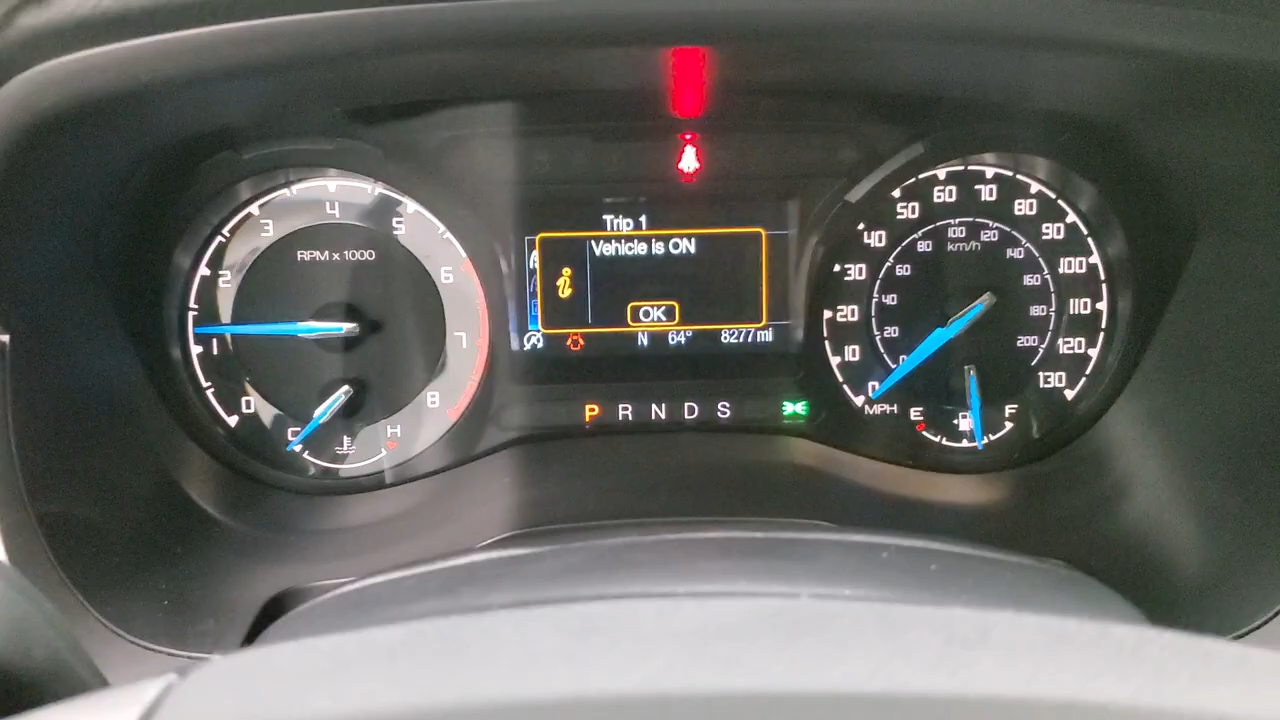 Trip 1
Vehicle is ON
OK
N 64° 8277mi
P R N D S
RPM x 1000
0 1 2 3 4 5 6 7 8
C H
0 10 20 30 40 50 60 70 80 90 100 110 120 130
MPH
0 20 40 60 80 100 120 140 160 180 200
km/h
E F